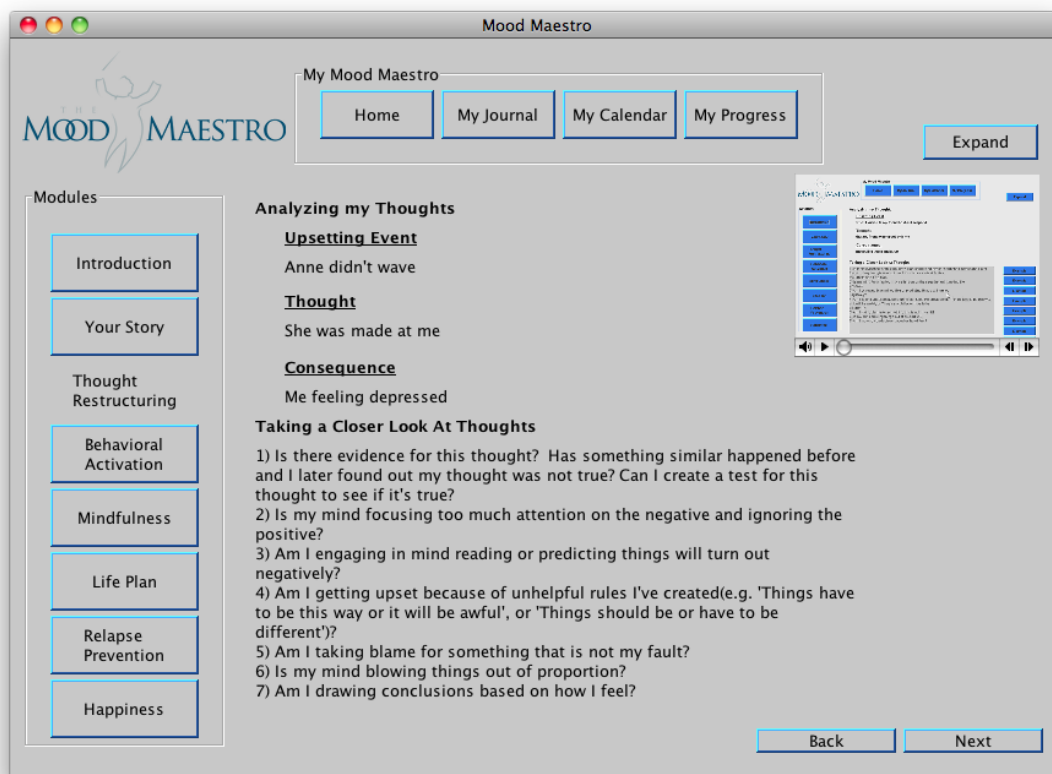 Mood Maestro
THE
MOOD MAESTRO
My Mood Maestro
Home
My Journal
My Calendar
My Progress
Expand
Modules
Introduction
Your Story
Thought
Restructuring
Behavioral
Activation
Mindfulness
Life Plan
Relapse
Prevention
Happiness
Analyzing my Thoughts
Upsetting Event
Anne didn't wave
Thought
She was made at me
Consequence
Me feeling depressed
Taking a Closer Look At Thoughts
1) Is there evidence for this thought?  Has something similar happened before
and I later found out my thought was not true? Can I create a test for this
thought to see if it's true?
2) Is my mind focusing too much attention on the negative and ignoring the
positive?
3) Am I engaging in mind reading or predicting things will turn out
negatively?
4) Am I getting upset because of unhelpful rules I've created(e.g. 'Things have
to be this way or it will be awful', or 'Things should be or have to be
different')?
5) Am I taking blame for something that is not my fault?
6) Is my mind blowing things out of proportion?
7) Am I drawing conclusions based on how I feel?
Back
Next